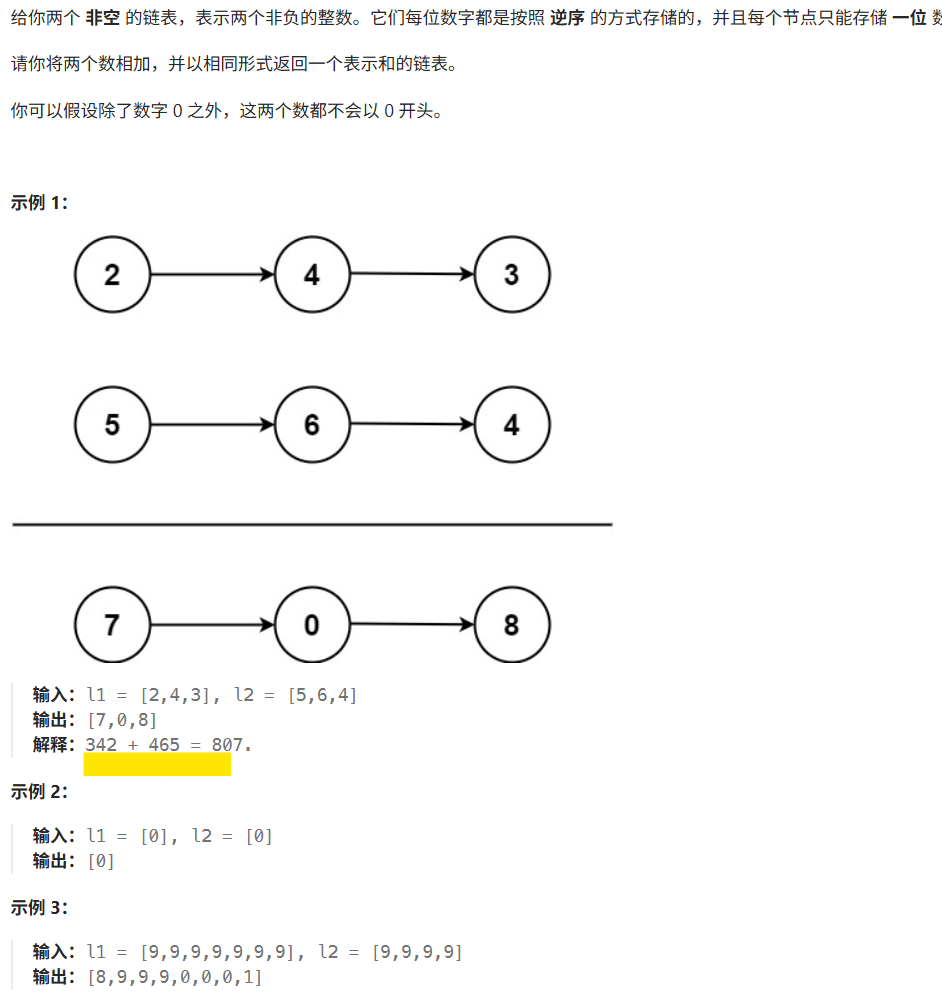 给你两个 非空 的链表，表示两个非负的整数。它们每位数字都是按照 逆序 的方式存储的，并且每个节点只能存储 一位
请你将两个数相加，并以相同形式返回一个表示和的链表。
你可以假设除了数字 0 之外，这两个数都不会以 0 开头。
示例 1：
2 4 3
5 6 4
7 0 8
输入：l1 = [2,4,3], l2 = [5,6,4]
输出：[7,0,8]
解释：342 + 465 = 807.
示例 2：
输入：l1 = [0], l2 = [0]
输出：[0]
示例 3：
输入：l1 = [9,9,9,9,9,9,9], l2 = [9,9,9,9]
输出：[8,9,9,9,0,0,0,1]